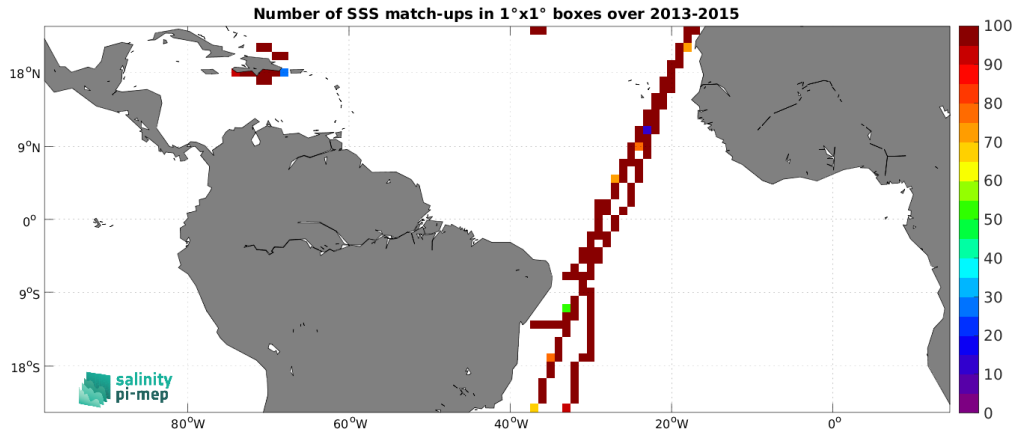 Number of SSS match-ups in 1°x1° boxes over 2013-2015
18°N
9°N
0°
9°S
18°S
80°W
60°W
40°W
20°W
0°
100
90
80
70
60
50
40
30
20
10
0
salinity
pi-mep